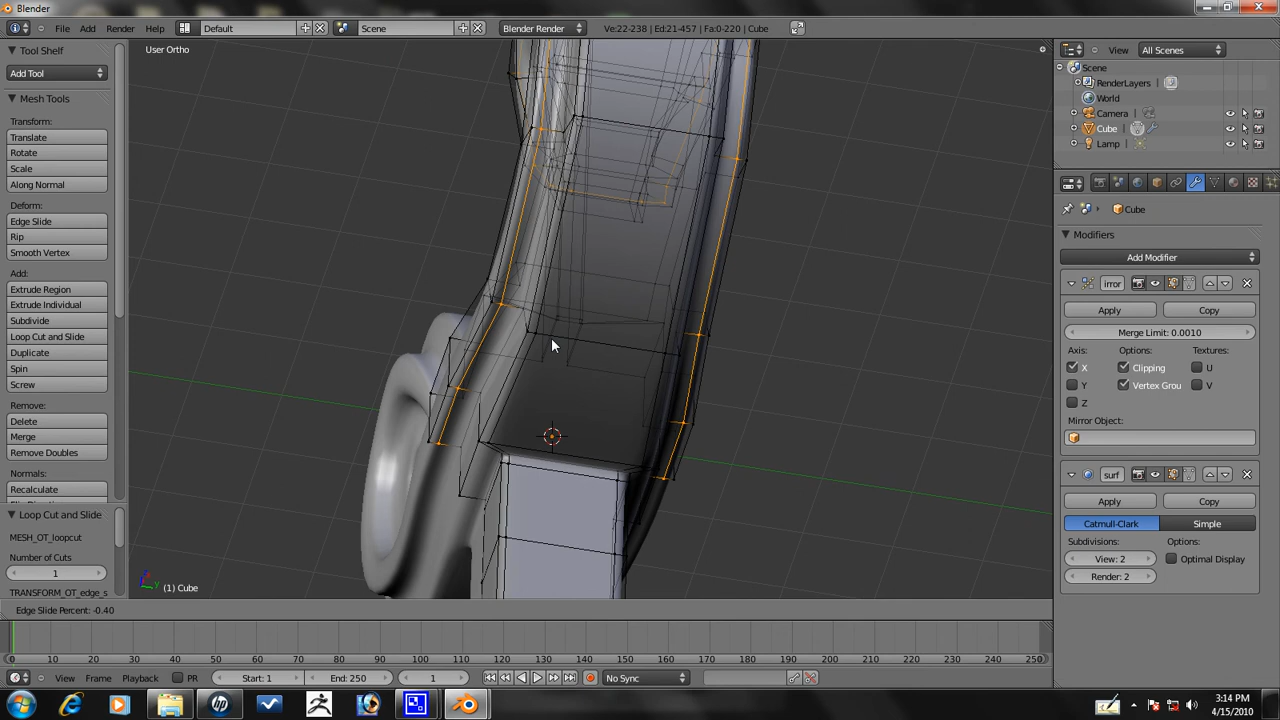 Blender
File Add Render Help Default Scene Blender Render Ve:22-238 | Ed:21-457 | Fa:0-220 | Cube
Tool Shelf
Add Tool
Mesh Tools
Transform:
Translate
Rotate
Scale
Along Normal
Deform:
Edge Slide
Rip
Smooth Vertex
Add:
Extrude Region
Extrude Individual
Subdivide
Loop Cut and Slide
Duplicate
Spin
Screw
Remove:
Delete
Merge
Remove Doubles
Normals:
Recalculate
Loop Cut and Slide
MESH_OT_loopcut
Number of Cuts
1
TRANSFORM_OT_edge_s
User Ortho
z
y
(1) Cube
Edge Slide Percent: -0.40
View All Scenes
Scene
RenderLayers
World
Camera
Cube
Lamp
Cube
Modifiers
Add Modifier
irror
Apply Copy
Merge Limit: 0.0010
Axis: Options: Textures:
X Clipping U
Y Vertex Grou V
Z
Mirror Object:
surf
Apply Copy
Catmull-Clark Simple
Subdivisions: Options:
View: 2 Optimal Display
Render: 2
0 10 20 30 40 50 60 70 80 90 100 110 120 130 140 150 160 170 180 190 200 210 220 230 240 250
View Frame Playback PR Start: 1 End: 250 1 No Sync
hp
3:14 PM
4/15/2010